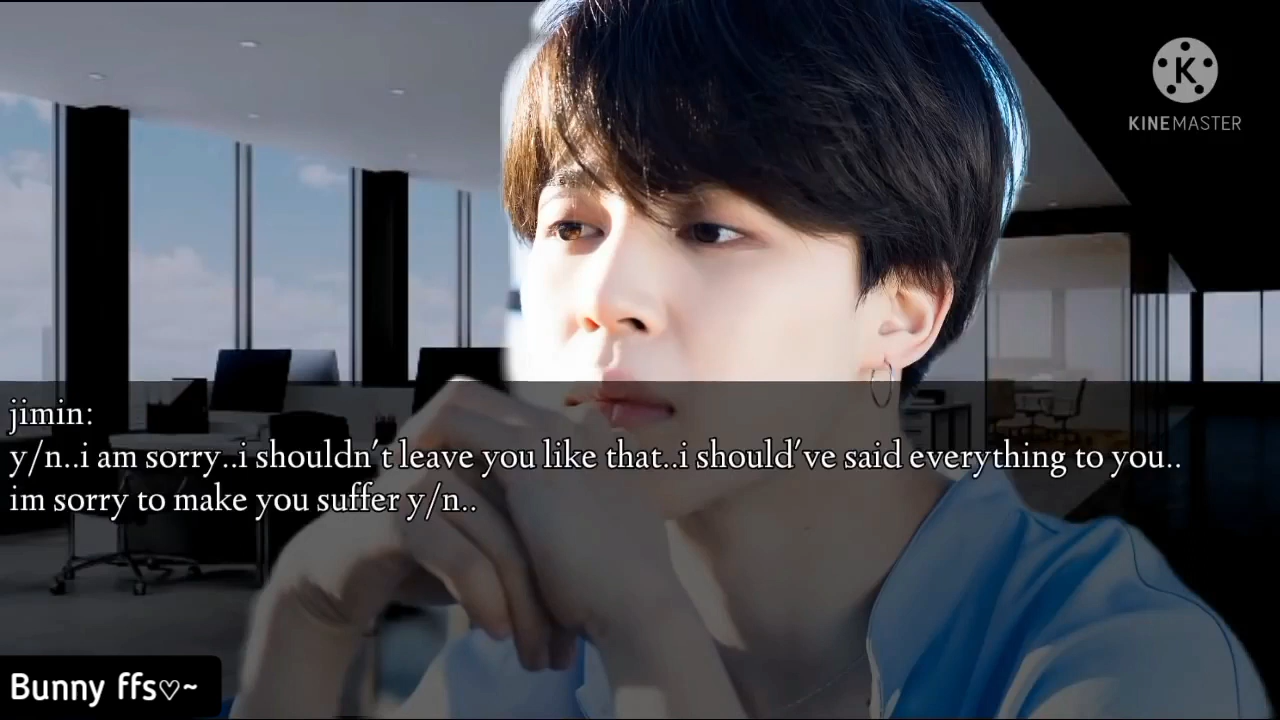 K
KINEMASTER
jimin:
y/n..i am sorry..i shouldn't leave you like that..i should've said everything to you..
im sorry to make you suffer y/n..
Bunny ffs♡~